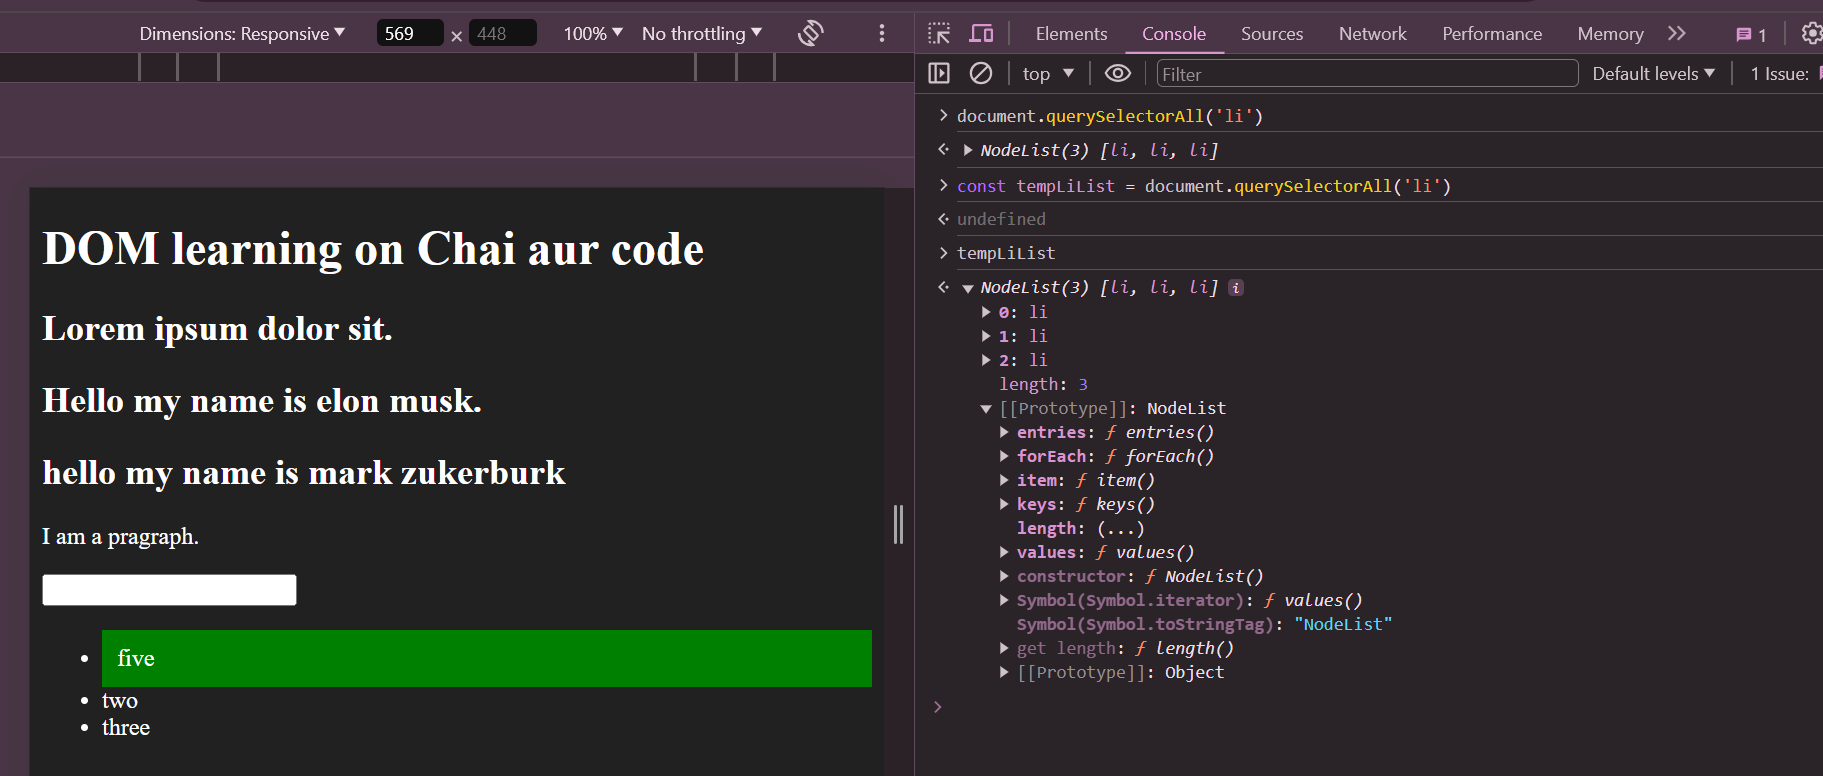 Dimensions: Responsive ▼ 569 × 448 100% ▼ No throttling ▼
Elements Console Sources Network Performance Memory 1
top ▼ Filter Default levels ▼ 1 Issue:
DOM learning on Chai aur code
Lorem ipsum dolor sit.
Hello my name is elon musk.
hello my name is mark zukerburk
I am a pragraph.
• five
• two
• three
> document.querySelectorAll('li')
NodeList(3) [li, li, li]
> const tempLiList = document.querySelectorAll('li')
undefined
> tempLiList
NodeList(3) [li, li, li] i
0: li
1: li
2: li
length: 3
[[Prototype]]: NodeList
entries: ƒ entries()
forEach: ƒ forEach()
item: ƒ item()
keys: ƒ keys()
length: (...)
values: ƒ values()
constructor: ƒ NodeList()
Symbol(Symbol.iterator): ƒ values()
Symbol(Symbol.toStringTag): "NodeList"
get length: ƒ length()
[[Prototype]]: Object
>